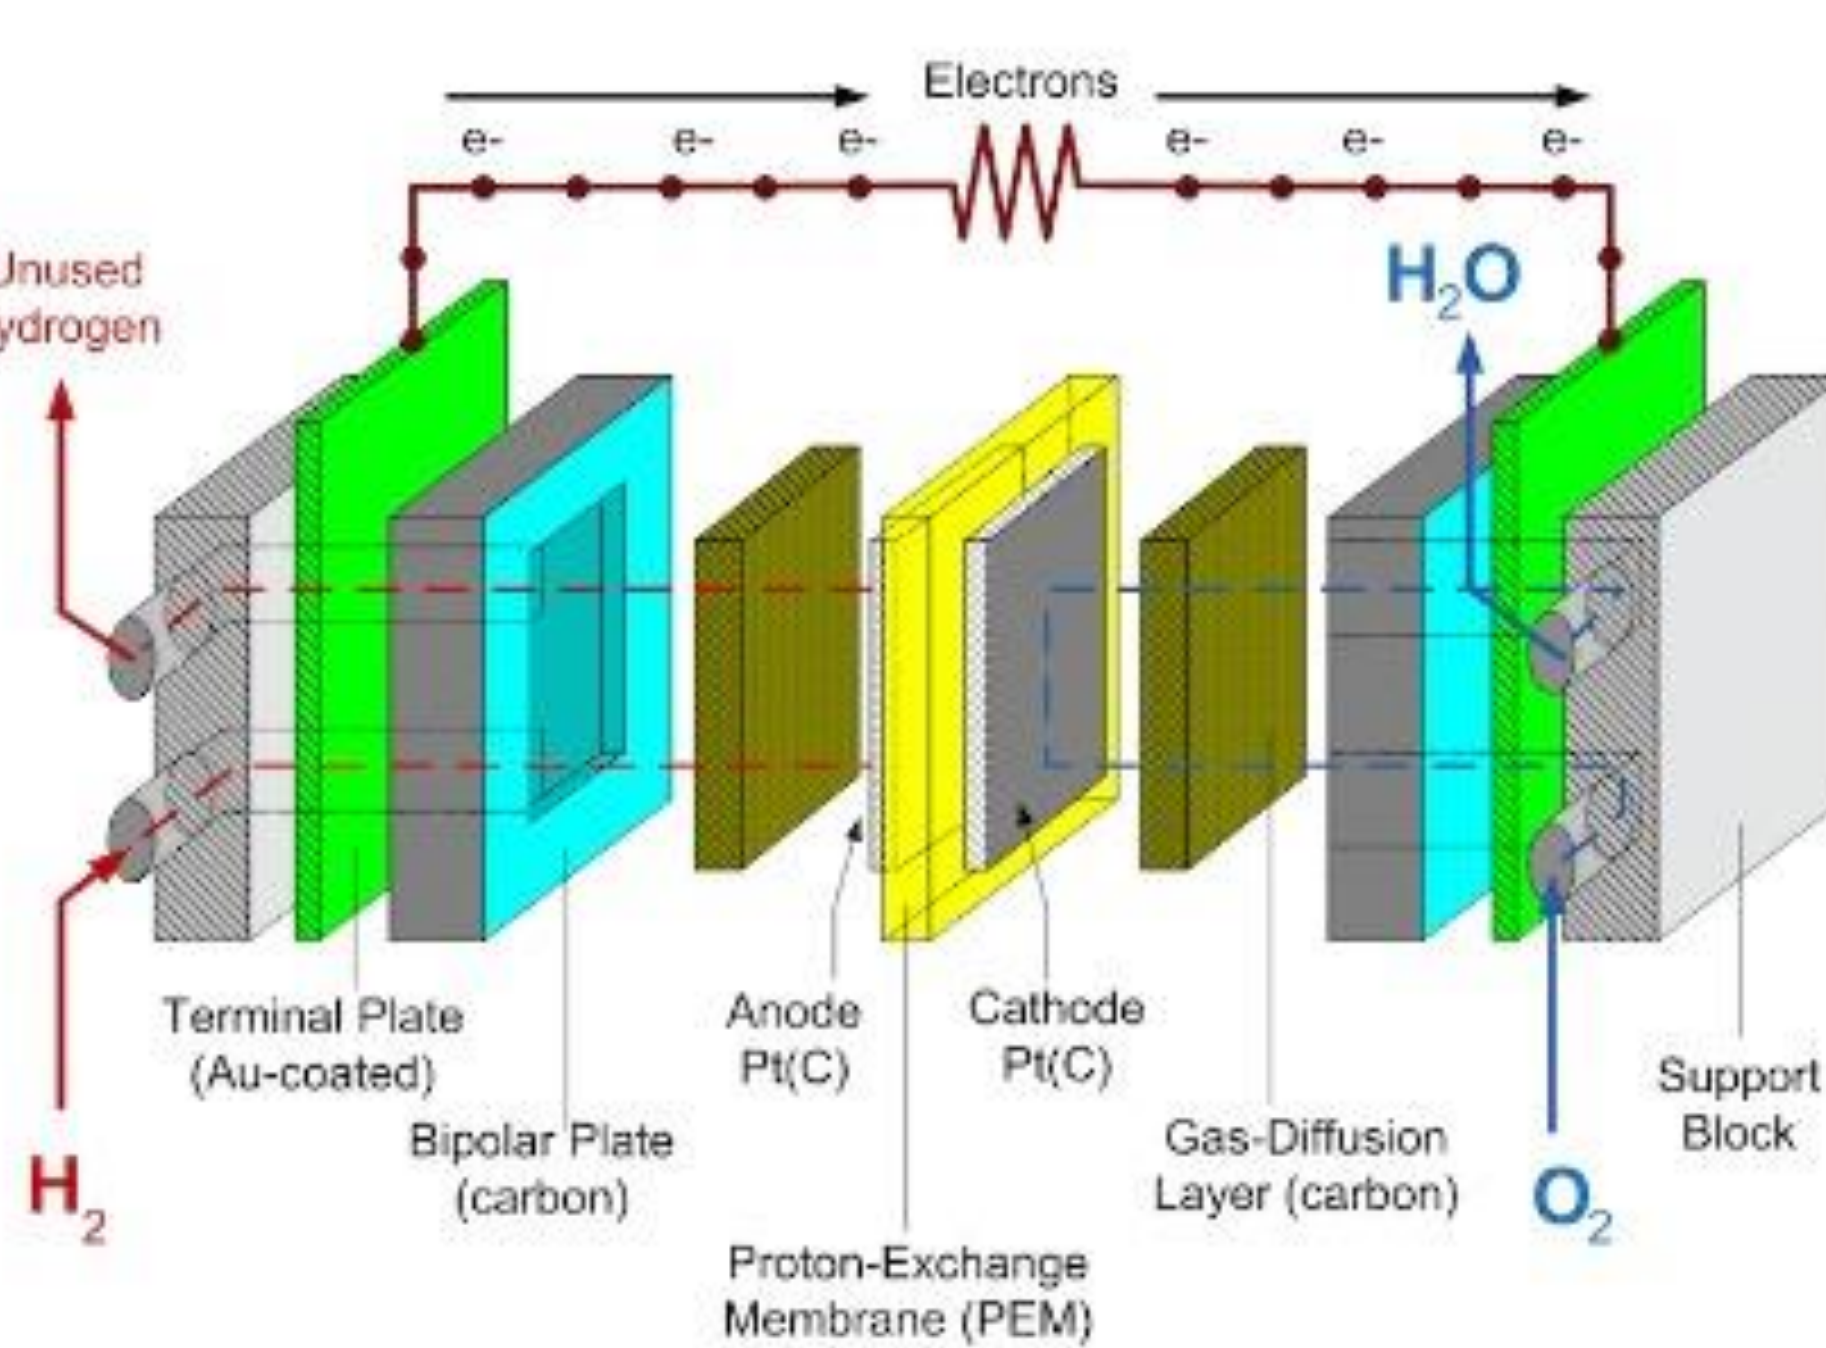 Electrons
e- e- e- e- e- e-
Unused
ydrogen
H2O
Terminal Plate
(Au-coated)
Bipolar Plate
(carbon)
Anode
Pt(C)
Cathode
Pt(C)
Gas-Diffusion
Layer (carbon)
Support
Block
H2
O2
Proton-Exchange
Membrane (PEM)